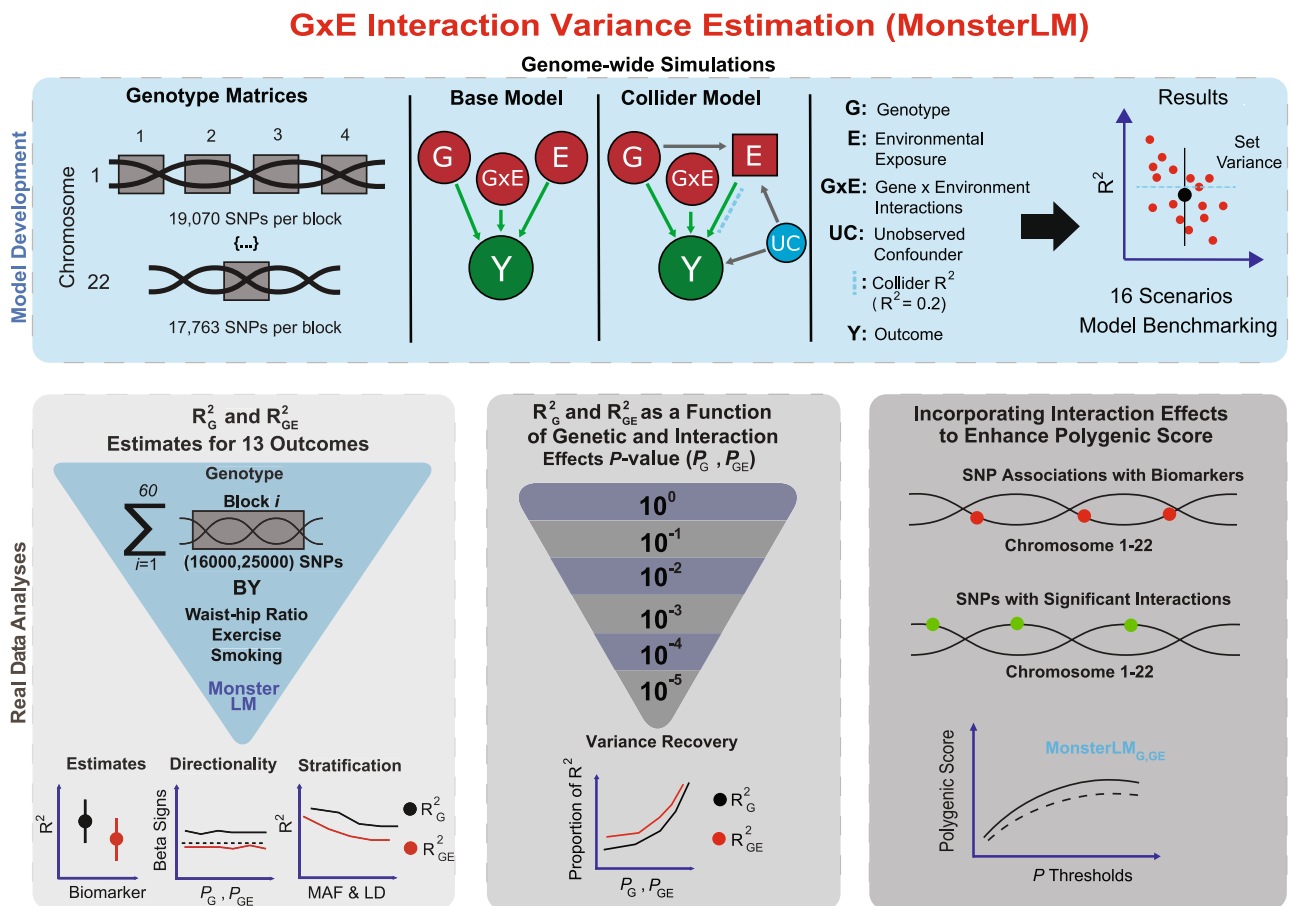 GxE Interaction Variance Estimation (MonsterLM)
Genome-wide Simulations
Model Development
Genotype Matrices
1 2 3 4
Chromosome
1
19,070 SNPs per block
{...}
22
17,763 SNPs per block
Base Model
G
GxE
E
Y
Collider Model
G
GxE
E
UC
Y
G: Genotype
E: Environmental
Exposure
GxE: Gene x Environment
Interactions
UC: Unobserved
Confounder
: Collider R²
( R² = 0.2)
Y: Outcome
Results
Set
Variance
R²
16 Scenarios
Model Benchmarking
Real Data Analyses
R²G and R²GE
Estimates for 13 Outcomes
Genotype
60
∑
i=1
Block i
(16000,25000) SNPs
BY
Waist-hip Ratio
Exercise
Smoking
Monster
LM
Estimates
R²
Biomarker
Directionality
Beta Signs
PG , PGE
Stratification
R²
MAF & LD
R²G
R²GE
R²G and R²GE as a Function
of Genetic and Interaction
Effects P-value (PG , PGE)
10⁰
10⁻¹
10⁻²
10⁻³
10⁻⁴
10⁻⁵
Variance Recovery
Proportion of R²
PG , PGE
R²G
R²GE
Incorporating Interaction Effects
to Enhance Polygenic Score
SNP Associations with Biomarkers
Chromosome 1-22
SNPs with Significant Interactions
Chromosome 1-22
Polygenic Score
MonsterLMG,GE
P Thresholds